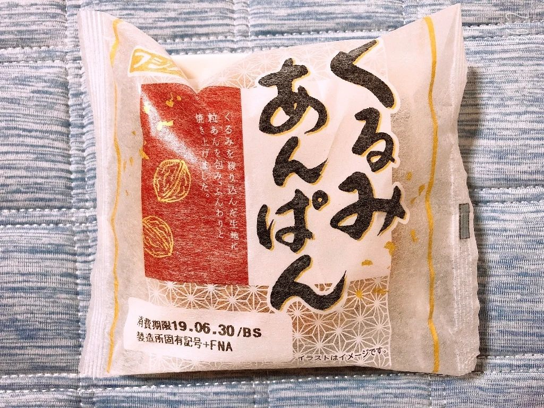 くるみ
あんぱん
くるみを練り込んだ生地に
粒あんを包み、ふんわりと
焼き上げました。
消費期限19.06.30/BS
製造所固有記号+FNA
イラストはイメージです。